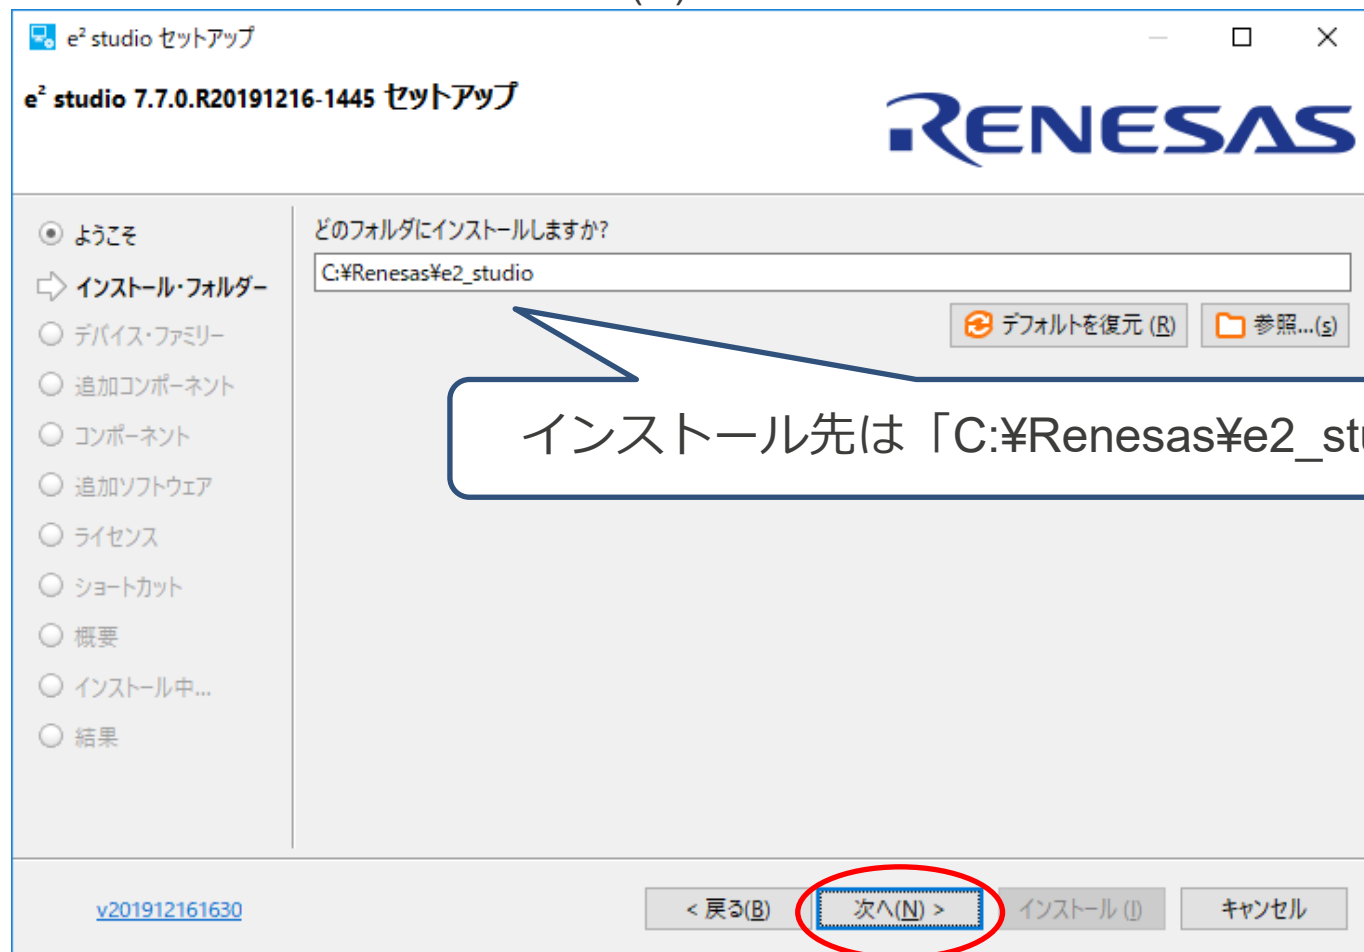 e² studio セットアップ
e² studio 7.7.0.R20191216-1445 セットアップ
RENESAS
ようこそ
インストール・フォルダー
デバイス・ファミリー
追加コンポーネント
コンポーネント
追加ソフトウェア
ライセンス
ショートカット
概要
インストール中...
結果
どのフォルダにインストールしますか?
C:¥Renesas¥e2_studio
デフォルトを復元 (R)
参照...(s)
インストール先は「C:¥Renesas¥e2_stu
v201912161630
< 戻る(B)
次へ(N) >
インストール (I)
キャンセル